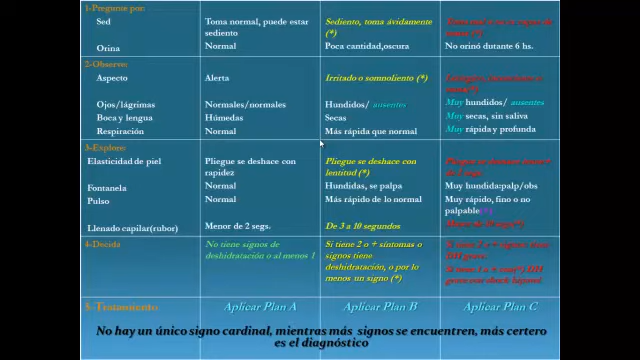 1-Pregunte por:
Sed
Toma normal, puede estar sediento
Sediento, toma ávidamente (*)
Orina
Normal
Poca cantidad,oscura
No orinó dutante 6 hs.
2-Observe:
Aspecto
Alerta
Irritado o somnoliento (*)
Ojos/lágrimas
Normales/normales
Hundidos/ ausentes
Muy hundidos/ ausentes
Boca y lengua
Húmedas
Secas
Muy secas, sin saliva
Respiración
Normal
Más rápida que normal
Muy rápida y profunda
3-Explore:
Elasticidad de piel
Pliegue se deshace con rapidez
Pliegue se deshace con lentitud (*)
Fontanela
Normal
Hundidas, se palpa
Muy hundida:palp/obs
Pulso
Normal
Más rápido de lo normal
Muy rápido, fino o no palpable(*)
Llenado capilar(rubor)
Menor de 2 segs.
De 3 a 10 segundos
4-Decida
No tiene signos de deshidratación o al menos 1
Si tiene 2 o + síntomas o signos tiene deshidratación, o por lo menos un signo (*)
5-Tratamiento
Aplicar Plan A
Aplicar Plan B
Aplicar Plan C
No hay un único signo cardinal, mientras más signos se encuentren, más certero
es el diagnóstico